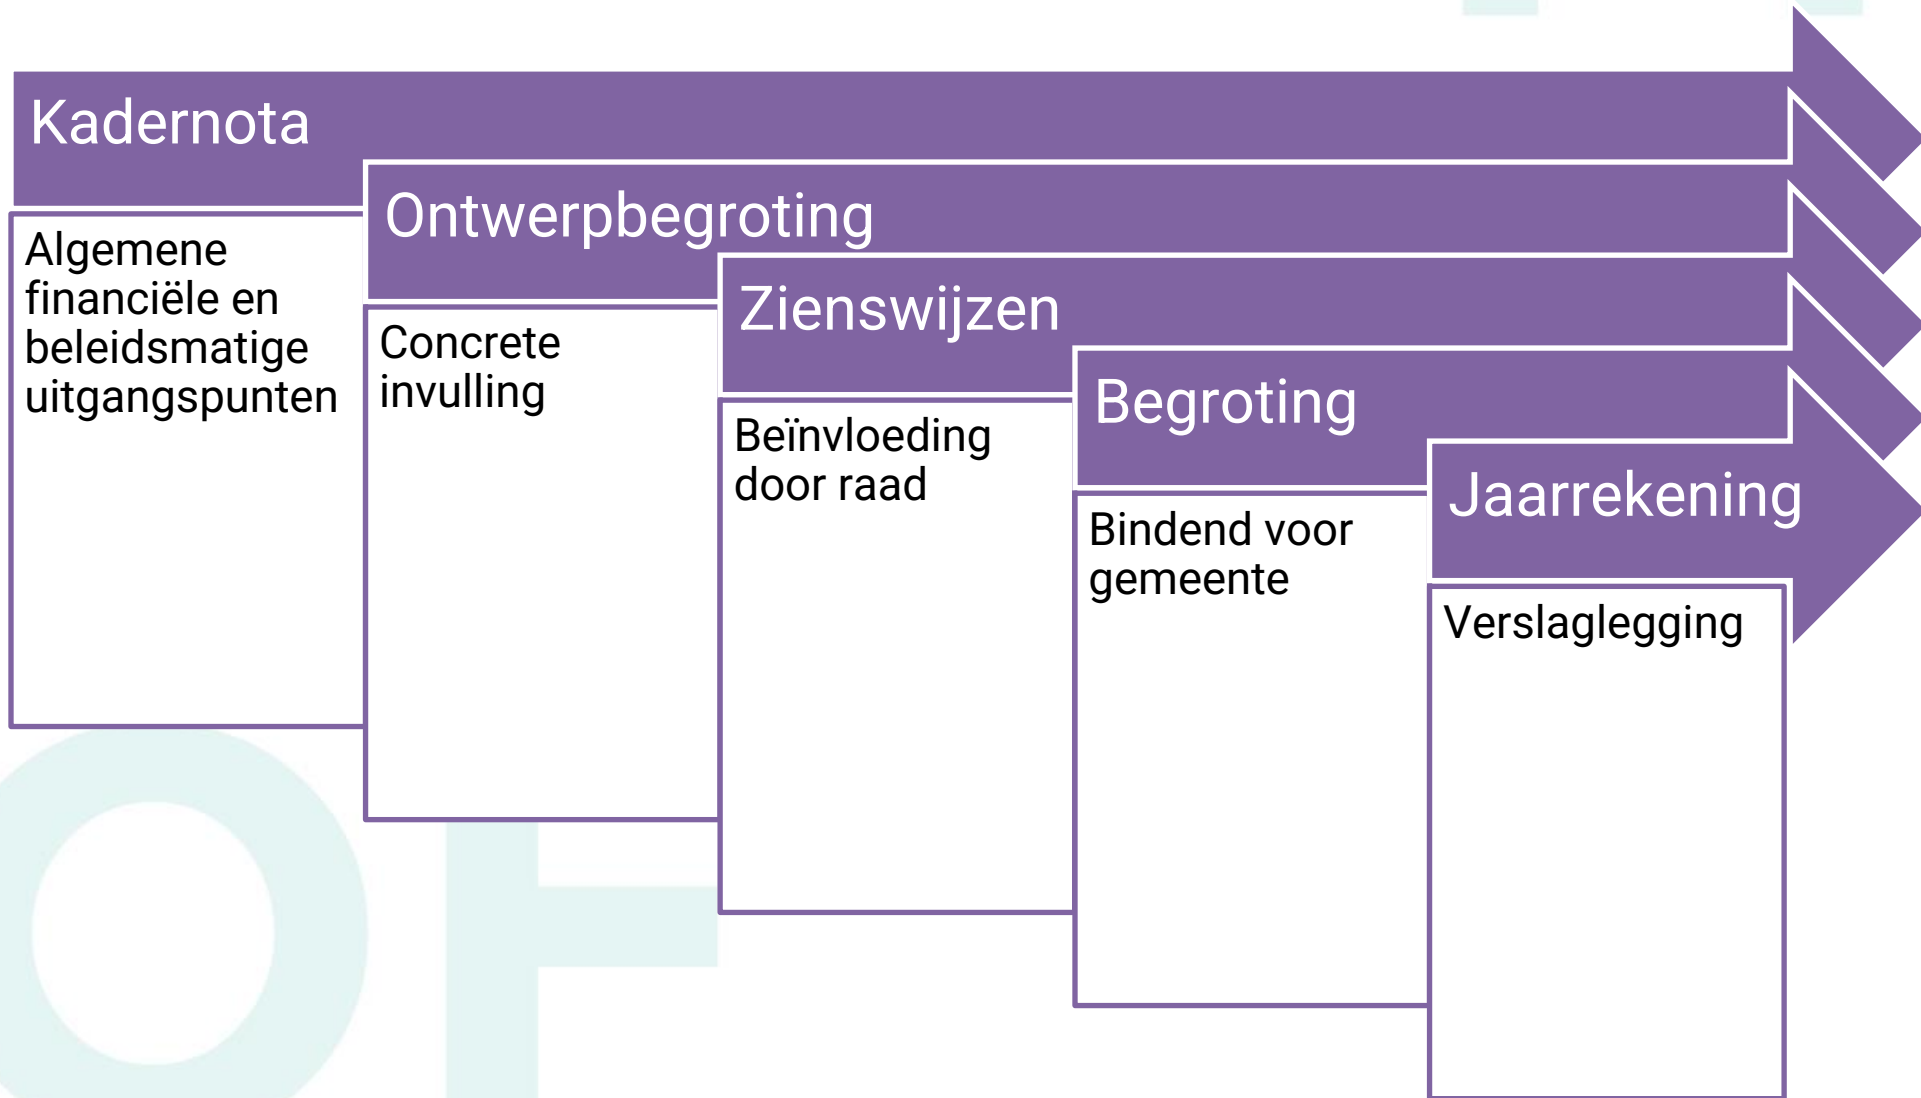 Kadernota
Algemene
financiële en
beleidsmatige
uitgangspunten
Ontwerpbegroting
Concrete
invulling
Zienswijzen
Beïnvloeding
door raad
Begroting
Bindend voor
gemeente
Jaarrekening
Verslaglegging